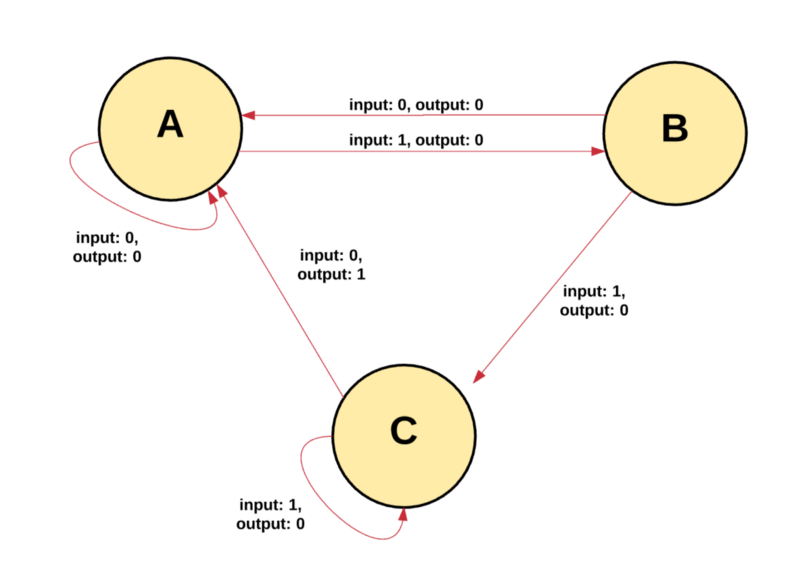 input: 0, output: 0
A
B
input: 1, output: 0
input: 0,
output: 0
input: 0,
output: 1
input: 1,
output: 0
C
input: 1,
output: 0